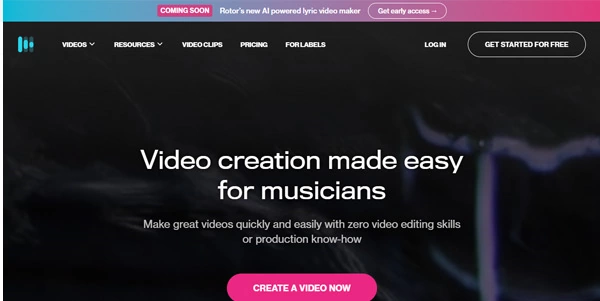 COMING SOON Rotor's new AI powered lyric video maker Get early access →
VIDEOS RESOURCES VIDEO CLIPS PRICING FOR LABELS LOG IN GET STARTED FOR FREE
Video creation made easy
for musicians
Make great videos quickly and easily with zero video editing skills
or production know-how
CREATE A VIDEO NOW